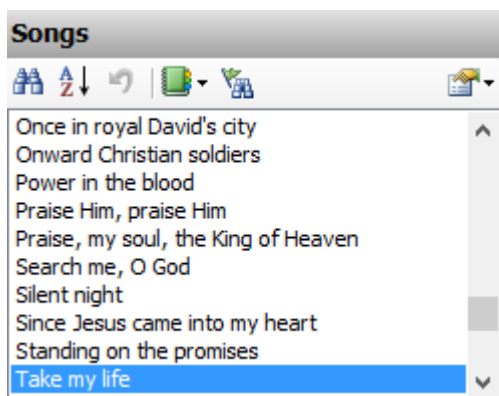 Songs
A
Z
Once in royal David's city
Onward Christian soldiers
Power in the blood
Praise Him, praise Him
Praise, my soul, the King of Heaven
Search me, O God
Silent night
Since Jesus came into my heart
Standing on the promises
Take my life